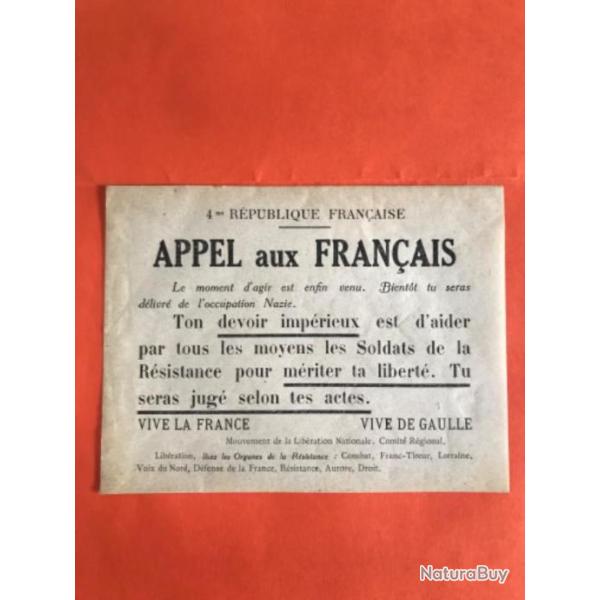 4me RÉPUBLIQUE FRANÇAISE
APPEL aux FRANÇAIS
Le moment d'agir est enfin venu. Bientôt tu seras
délivré de l'occupation Nazie.
Ton devoir impérieux est d'aider
par tous les moyens les Soldats de la
Résistance pour mériter ta liberté. Tu
seras jugé selon tes actes.
VIVE LA FRANCE VIVE DE GAULLE
Mouvement de la Libération Nationale. Comité Régional.
Libération, lisez les Organes de la Résistance : Combat, Franc-Tireur, Lorraine,
Voix du Nord, Défense de la France, Résistance, Aurore, Droit.
NaturaBuy